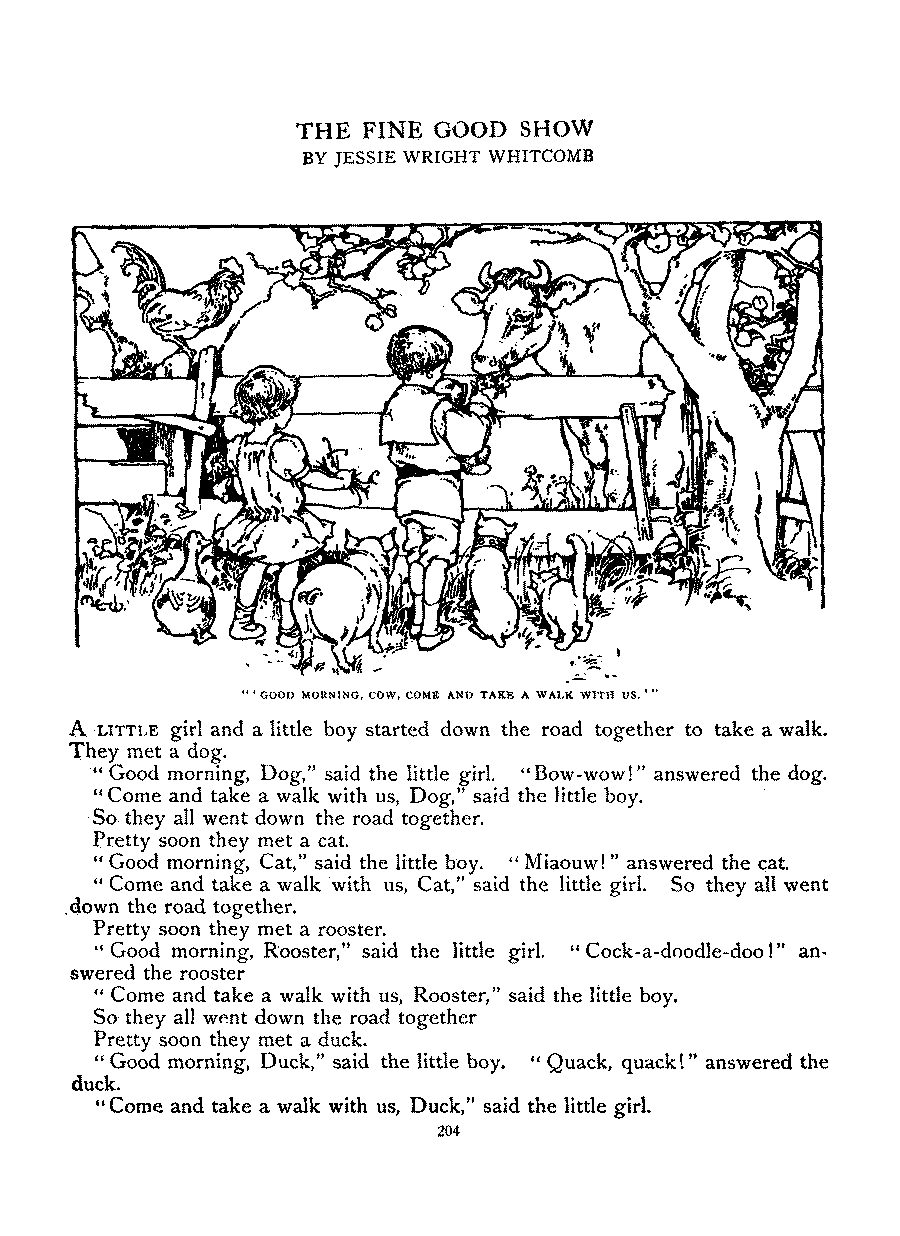 THE FINE GOOD SHOW
BY JESSIE WRIGHT WHITCOMB
M.E.W.
"'GOOD MORNING, COW, COME AND TAKE A WALK WITH US.'"
A LITTLE girl and a little boy started down the road together to take a walk.
They met a dog.
"Good morning, Dog," said the little girl. "Bow-wow!" answered the dog.
"Come and take a walk with us, Dog," said the little boy.
So they all went down the road together.
Pretty soon they met a cat.
"Good morning, Cat," said the little boy. "Miaouw!" answered the cat.
"Come and take a walk with us, Cat," said the little girl. So they all went
down the road together.
Pretty soon they met a rooster.
"Good morning, Rooster," said the little girl. "Cock-a-doodle-doo!" an-
swered the rooster
"Come and take a walk with us, Rooster," said the little boy.
So they all went down the road together
Pretty soon they met a duck.
"Good morning, Duck," said the little boy. "Quack, quack!" answered the
duck.
"Come and take a walk with us, Duck," said the little girl.
204